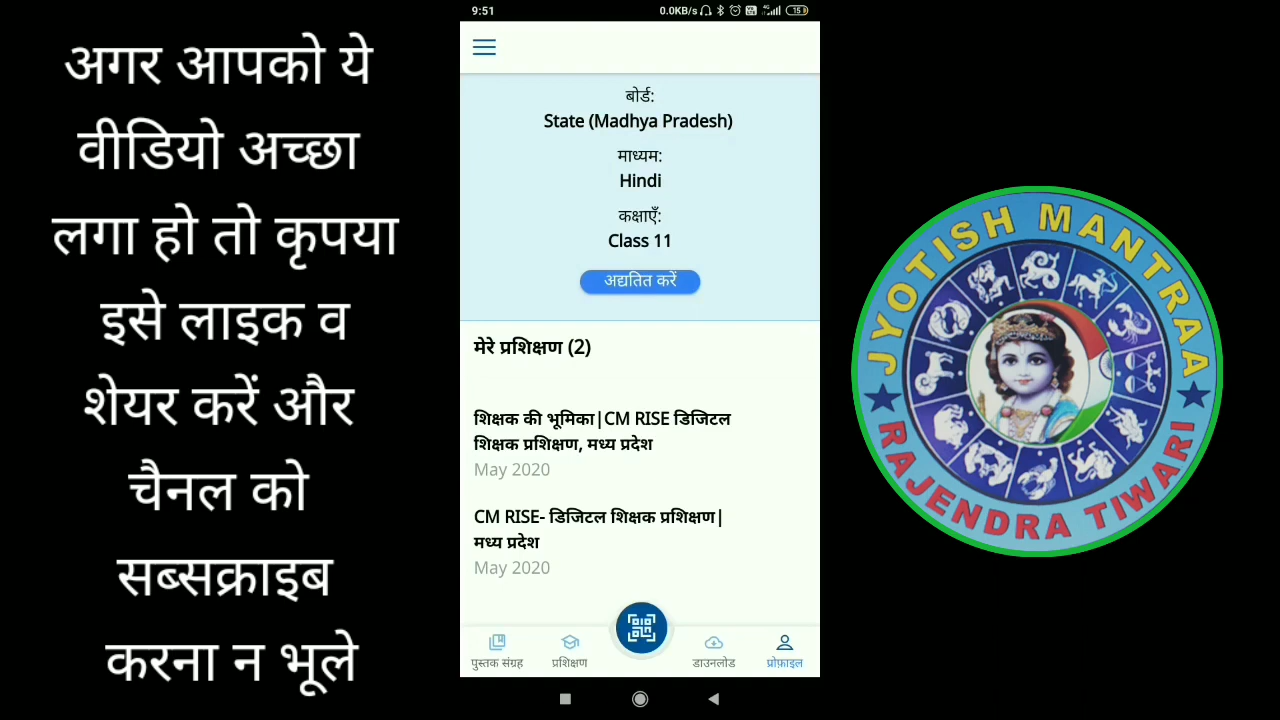 अगर आपको ये
वीडियो अच्छा
लगा हो तो कृपया
इसे लाइक व
शेयर करें और
चैनल को
सब्सक्राइब
करना न भूले
9:51
0.0KB/s
4G
15
बोर्ड:
State (Madhya Pradesh)
माध्यम:
Hindi
कक्षाएँ:
Class 11
अद्यतित करें
मेरे प्रशिक्षण (2)
शिक्षक की भूमिका|CM RISE डिजिटल
शिक्षक प्रशिक्षण, मध्य प्रदेश
May 2020
CM RISE- डिजिटल शिक्षक प्रशिक्षण|
मध्य प्रदेश
May 2020
पुस्तक संग्रह
प्रशिक्षण
डाउनलोड
प्रोफ़ाइल
JYOTISH MANTRAA
RAJENDRA TIWARI